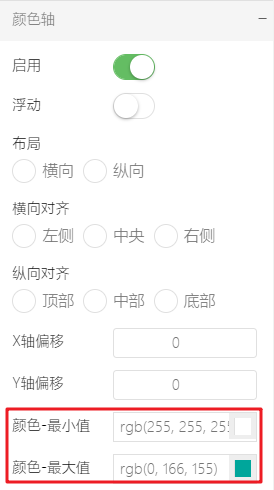 颜色轴
启用
浮动
布局
横向 纵向
横向对齐
左侧 中央 右侧
纵向对齐
顶部 中部 底部
X轴偏移 0
Y轴偏移 0
颜色-最小值 rgb(255, 255, 255
颜色-最大值 rgb(0, 166, 155)